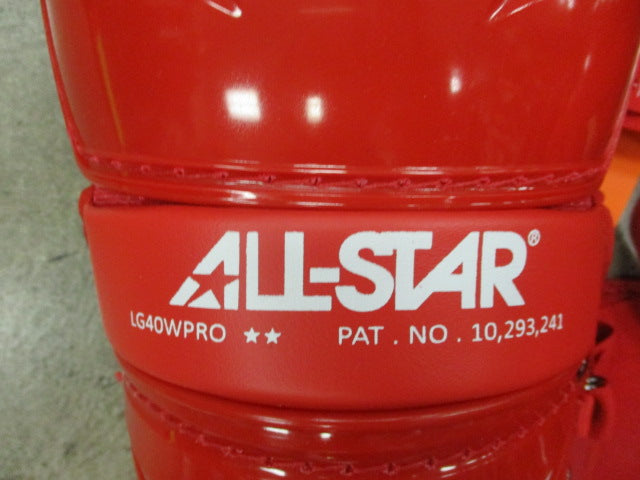 ALL-STAR®
LG40WPRO ★★ PAT . NO . 10,293,241